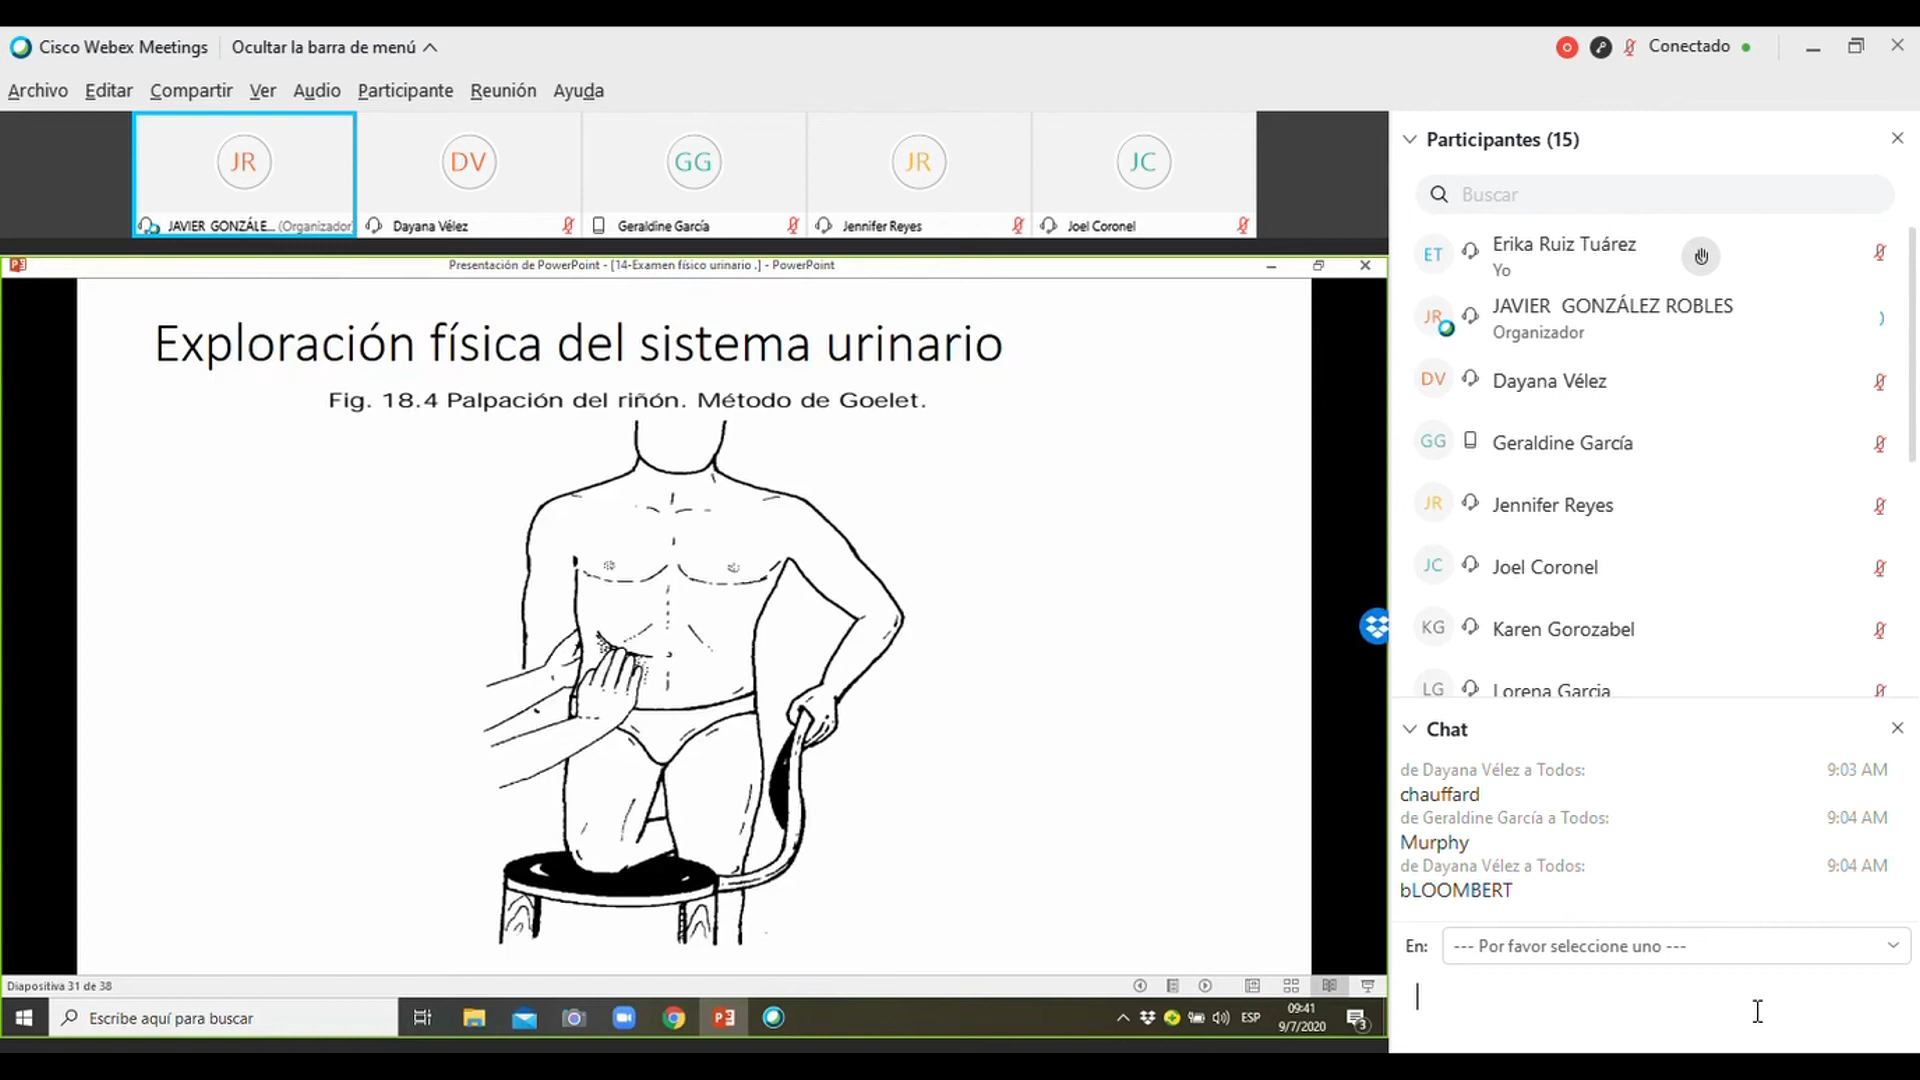 Cisco Webex Meetings
Ocultar la barra de menú
Conectado
Archivo Editar Compartir Ver Audio Participante Reunión Ayuda
JR
DV
GG
JR
JC
JAVIER GONZÁLE... (Organizador)
Dayana Vélez
Geraldine García
Jennifer Reyes
Joel Coronel
Presentación de PowerPoint - [14-Examen físico urinario .] - PowerPoint
Exploración física del sistema urinario
Fig. 18.4 Palpación del riñón. Método de Goelet.
Diapositiva 31 de 38
Escribe aquí para buscar
ESP
09:41
9/7/2020
3
Participantes (15)
Buscar
ET
Erika Ruiz Tuárez
Yo
JR
JAVIER GONZÁLEZ ROBLES
Organizador
DV
Dayana Vélez
GG
Geraldine García
JR
Jennifer Reyes
JC
Joel Coronel
KG
Karen Gorozabel
LG
Lorena Garcia
Chat
de Dayana Vélez a Todos: 9:03 AM
chauffard
de Geraldine García a Todos: 9:04 AM
Murphy
de Dayana Vélez a Todos: 9:04 AM
bLOOMBERT
En: --- Por favor seleccione uno ---